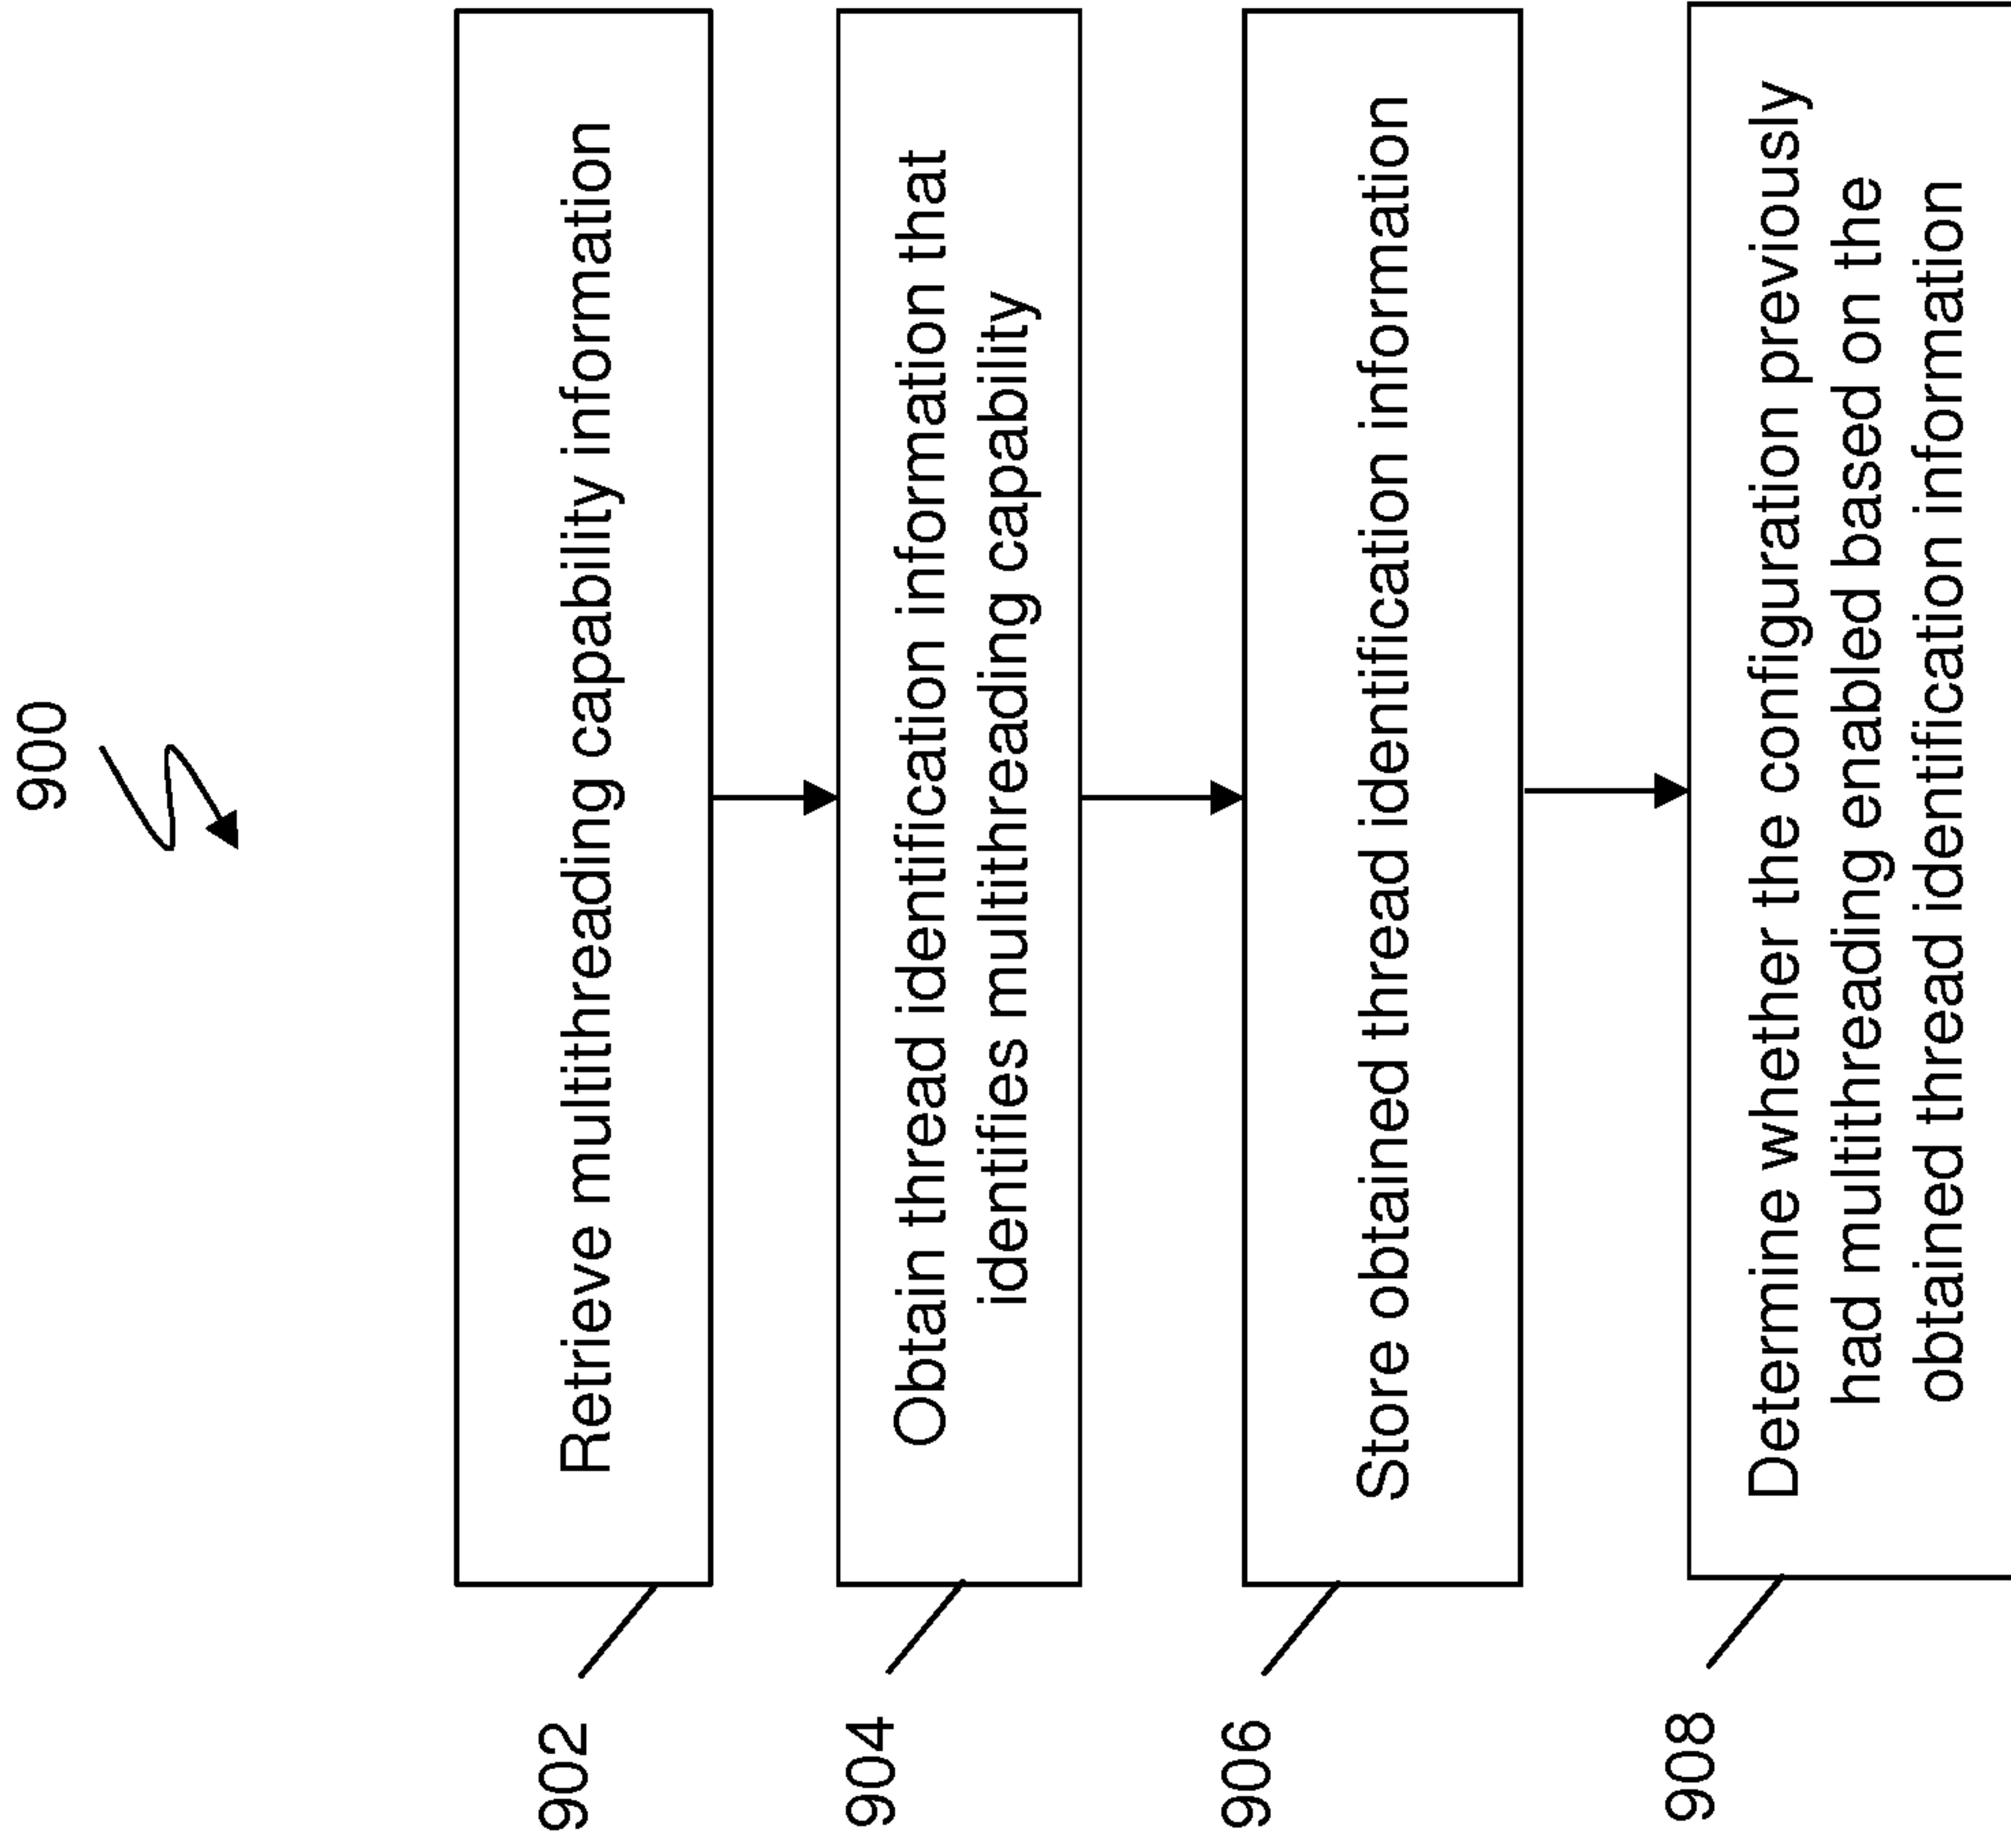 900
902
Retrieve multithreading capability information
904
Obtain thread identification information that
identifies multithreading capability
906
Store obtained thread identification information
908
Determine whether the configuration previously
had multithreading enabled based on the
obtained thread identification information